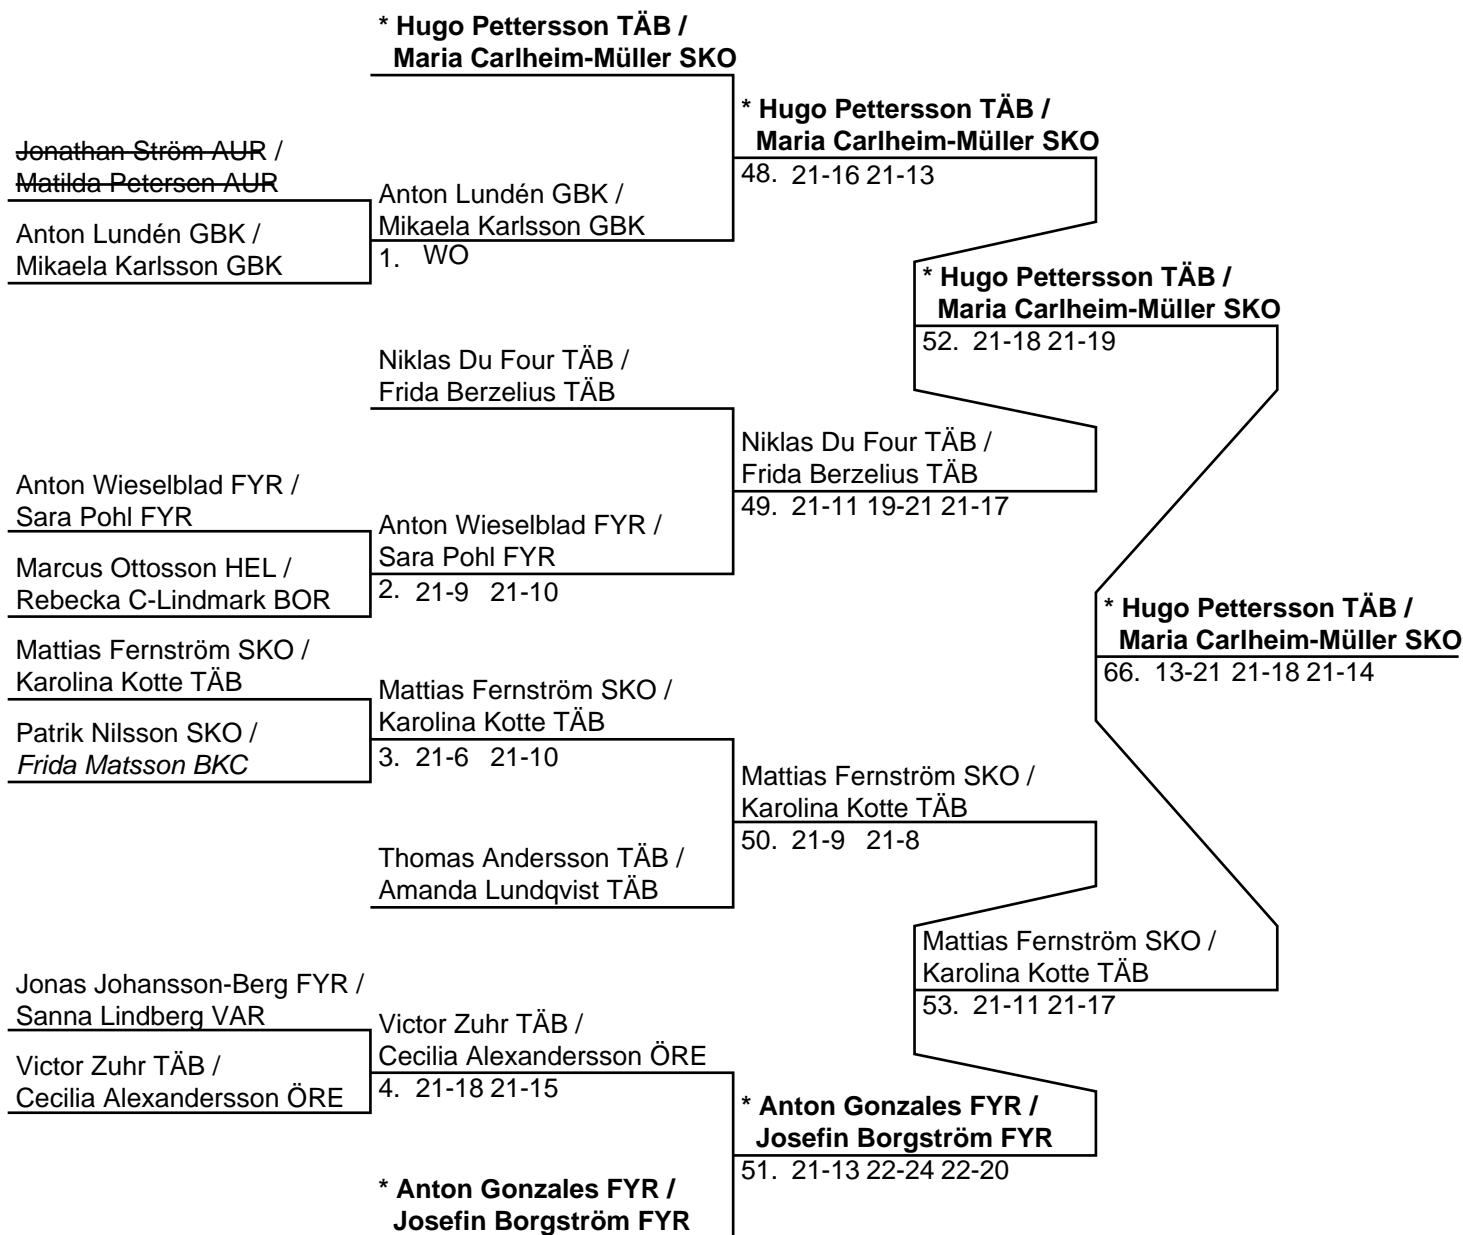 * Hugo Pettersson TÄB /
Maria Carlheim-Müller SKO
* Hugo Pettersson TÄB /
Maria Carlheim-Müller SKO
48. 21-16 21-13
Jonathan Ström AUR /
Matilda Petersen AUR
Anton Lundén GBK /
Mikaela Karlsson GBK
1. WO
Anton Lundén GBK /
Mikaela Karlsson GBK
* Hugo Pettersson TÄB /
Maria Carlheim-Müller SKO
52. 21-18 21-19
Niklas Du Four TÄB /
Frida Berzelius TÄB
Niklas Du Four TÄB /
Frida Berzelius TÄB
49. 21-11 19-21 21-17
Anton Wieselblad FYR /
Sara Pohl FYR
Anton Wieselblad FYR /
Sara Pohl FYR
2. 21-9 21-10
Marcus Ottosson HEL /
Rebecka C-Lindmark BOR
* Hugo Pettersson TÄB /
Maria Carlheim-Müller SKO
66. 13-21 21-18 21-14
Mattias Fernström SKO /
Karolina Kotte TÄB
Mattias Fernström SKO /
Karolina Kotte TÄB
3. 21-6 21-10
Patrik Nilsson SKO /
Frida Matsson BKC
Mattias Fernström SKO /
Karolina Kotte TÄB
50. 21-9 21-8
Thomas Andersson TÄB /
Amanda Lundqvist TÄB
Mattias Fernström SKO /
Karolina Kotte TÄB
53. 21-11 21-17
Jonas Johansson-Berg FYR /
Sanna Lindberg VAR
Victor Zuhr TÄB /
Cecilia Alexandersson ÖRE
4. 21-18 21-15
Victor Zuhr TÄB /
Cecilia Alexandersson ÖRE
* Anton Gonzales FYR /
Josefin Borgström FYR
51. 21-13 22-24 22-20
* Anton Gonzales FYR /
Josefin Borgström FYR